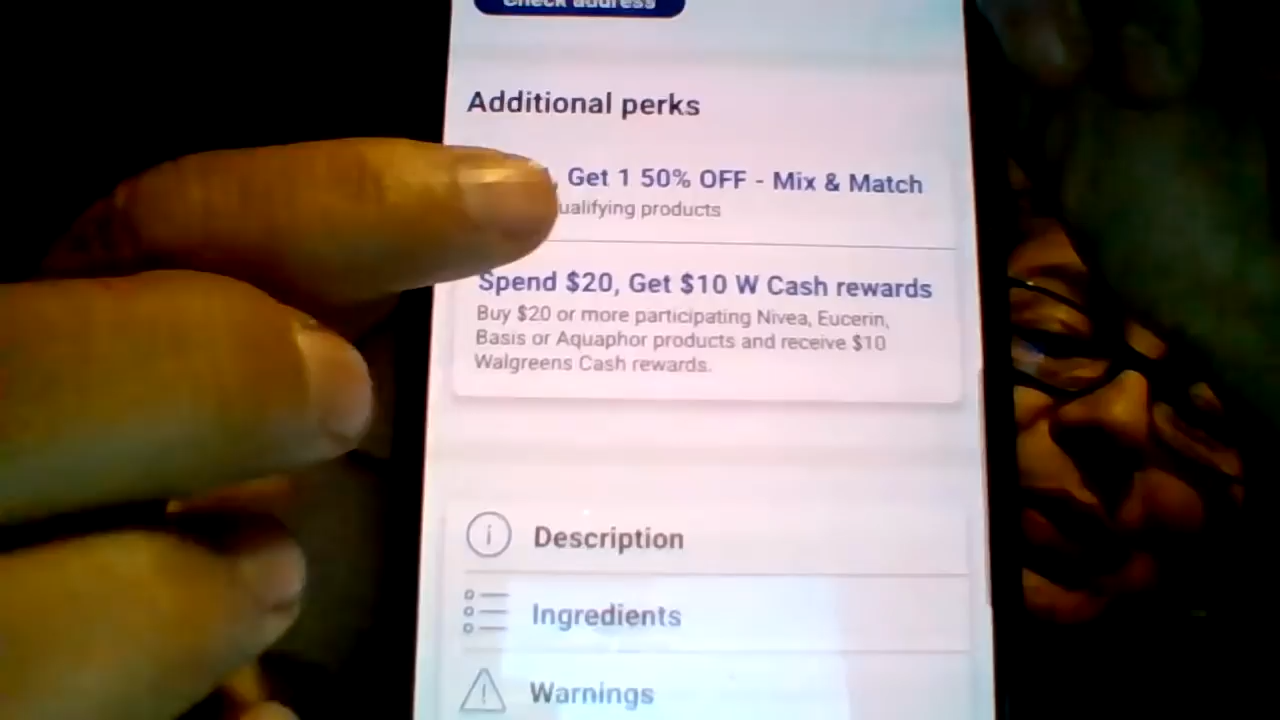 Check address
Additional perks
, Get 1 50% OFF - Mix & Match
ualifying products
Spend $20, Get $10 W Cash rewards
Buy $20 or more participating Nivea, Eucerin,
Basis or Aquaphor products and receive $10
Walgreens Cash rewards.
Description
Ingredients
Warnings